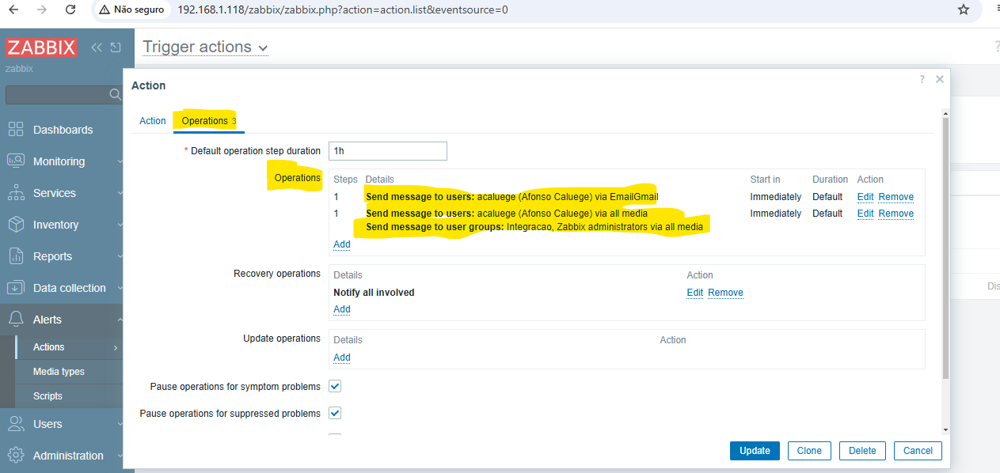 Não seguro 192.168.1.118/zabbix/zabbix.php?action=action.list&eventsource=0
ZABBIX
zabbix
Dashboards
Monitoring
Services
Inventory
Reports
Data collection
Alerts
Actions
Media types
Scripts
Users
Administration
Trigger actions
?
Action
? ×
Action Operations 3
* Default operation step duration 1h
Operations Steps Details Start in Duration Action
1 Send message to users: acaluege (Afonso Caluege) via EmailGmail Immediately Default Edit Remove
1 Send message to users: acaluege (Afonso Caluege) via all media Immediately Default Edit Remove
Send message to user groups: Integracao, Zabbix administrators via all media
Add
Recovery operations Details Action
Notify all involved Edit Remove
Add
Update operations Details Action
Add
Pause operations for symptom problems
Pause operations for suppressed problems
Update Clone Delete Cancel
Dis